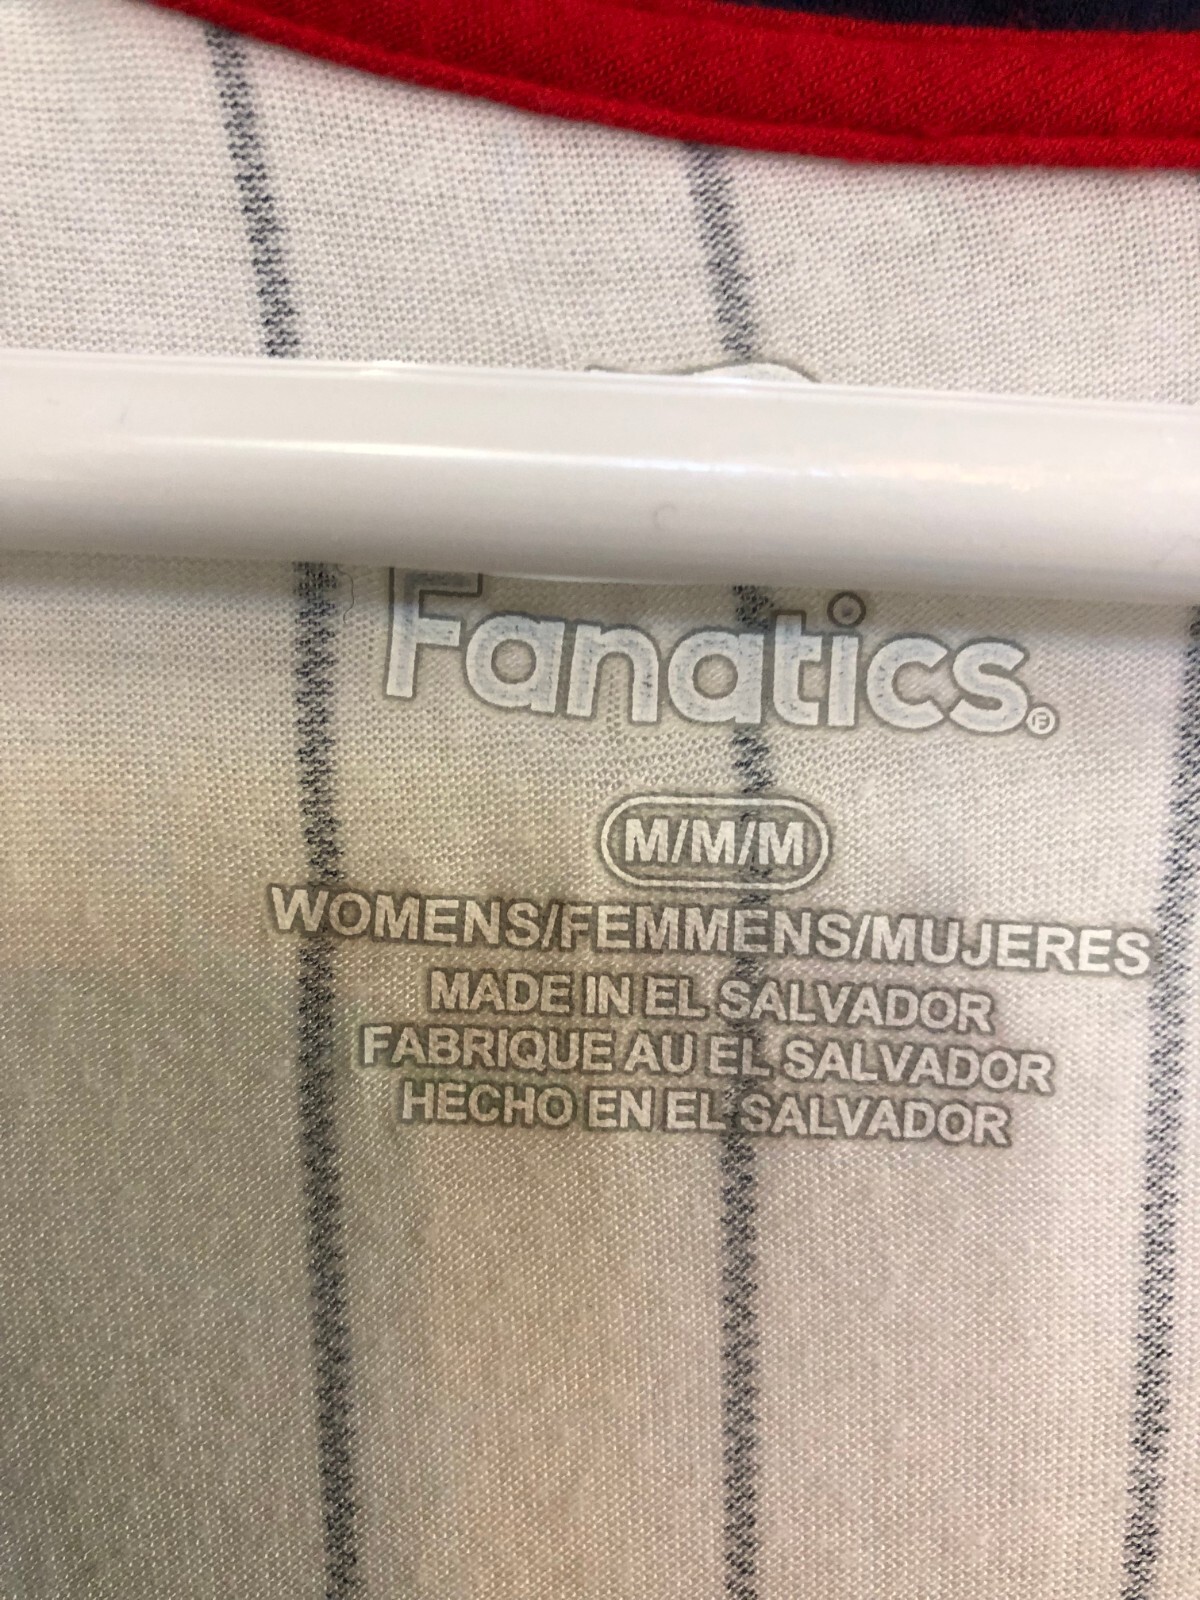 Fanatics.
M/M/M
WOMENS/FEMMENS/MUJERES
MADE IN EL SALVADOR
FABRIQUE AU EL SALVADOR
HECHO EN EL SALVADOR